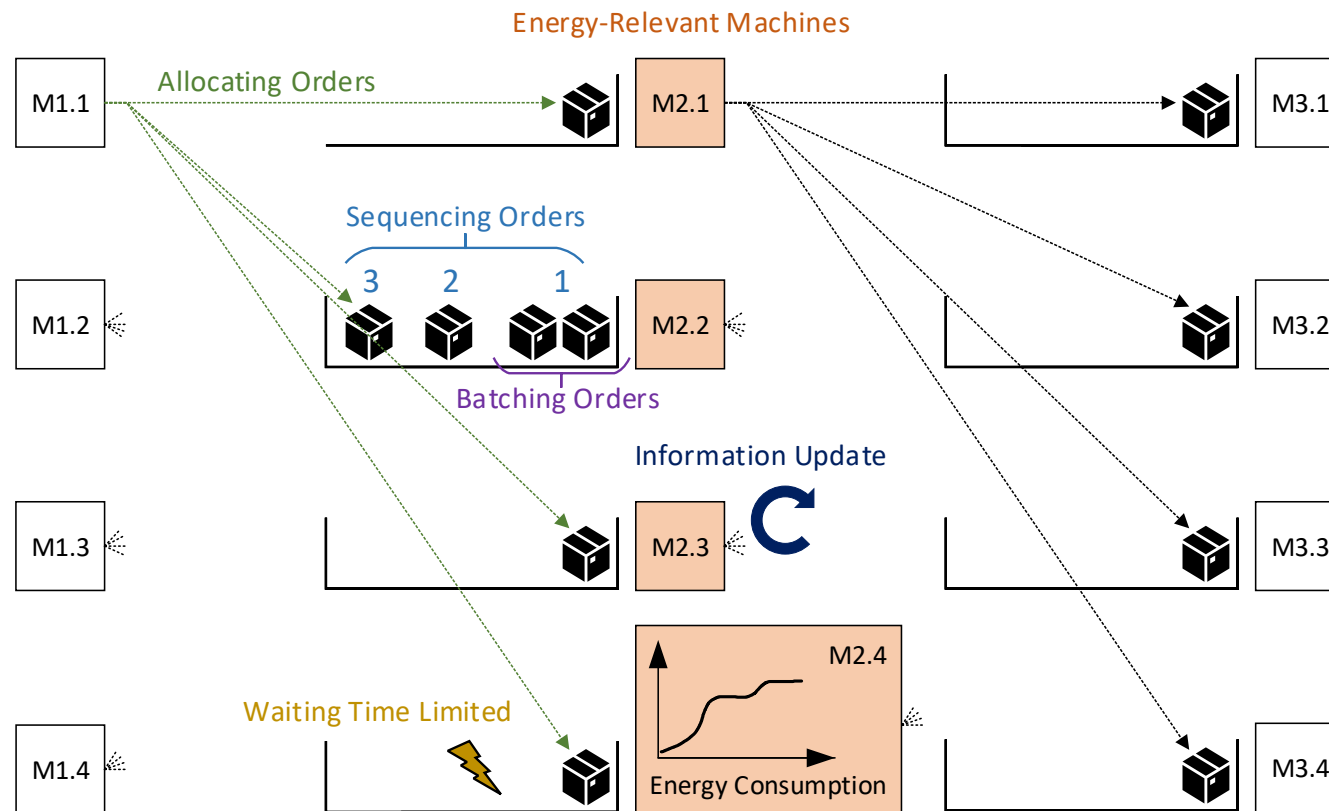 Energy-Relevant Machines
M1.1
Allocating Orders
M2.1
M3.1
Sequencing Orders
3
2
1
M1.2
M2.2
M3.2
Batching Orders
Information Update
M1.3
M2.3
M3.3
M2.4
Waiting Time Limited
M1.4
Energy Consumption
M3.4